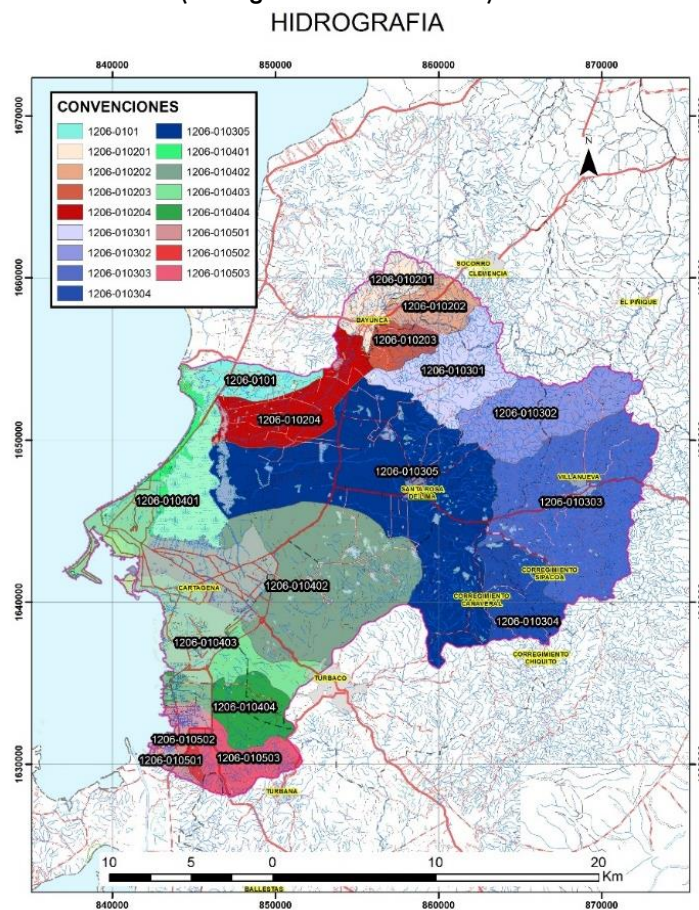 HIDROGRAFIA
840000 850000 860000 870000
CONVENCIONES
1206-0101
1206-010201
1206-010202
1206-010203
1206-010204
1206-010301
1206-010302
1206-010303
1206-010304
1206-010305
1206-010401
1206-010402
1206-010403
1206-010404
1206-010501
1206-010502
1206-010503
N
1670000
1660000
1650000
1640000
1630000
SOCORRO
CLEMENCIA
1206-010201
EL PIÑIQUE
1206-010202
BAYUNCA
1206-010203
1206-010301
1206-0101
1206-010302
1206-010204
1206-010305
VILLANUEVA
SANTA ROSA
DE LIMA
1206-010401
1206-010303
CORREGIMIENTO
SIPACOA
CARTAGENA
1206-010402
CORREGIMIENTO
CAÑAVERAL
1206-010304
1206-010403
CORREGIMIENTO
CHIQUITO
TURBACO
1206-010404
1206-010502
1206-010501
1206-010503
TURBANA
10 5 0 10 20
Km
BALLESTAS
840000 850000 860000 870000